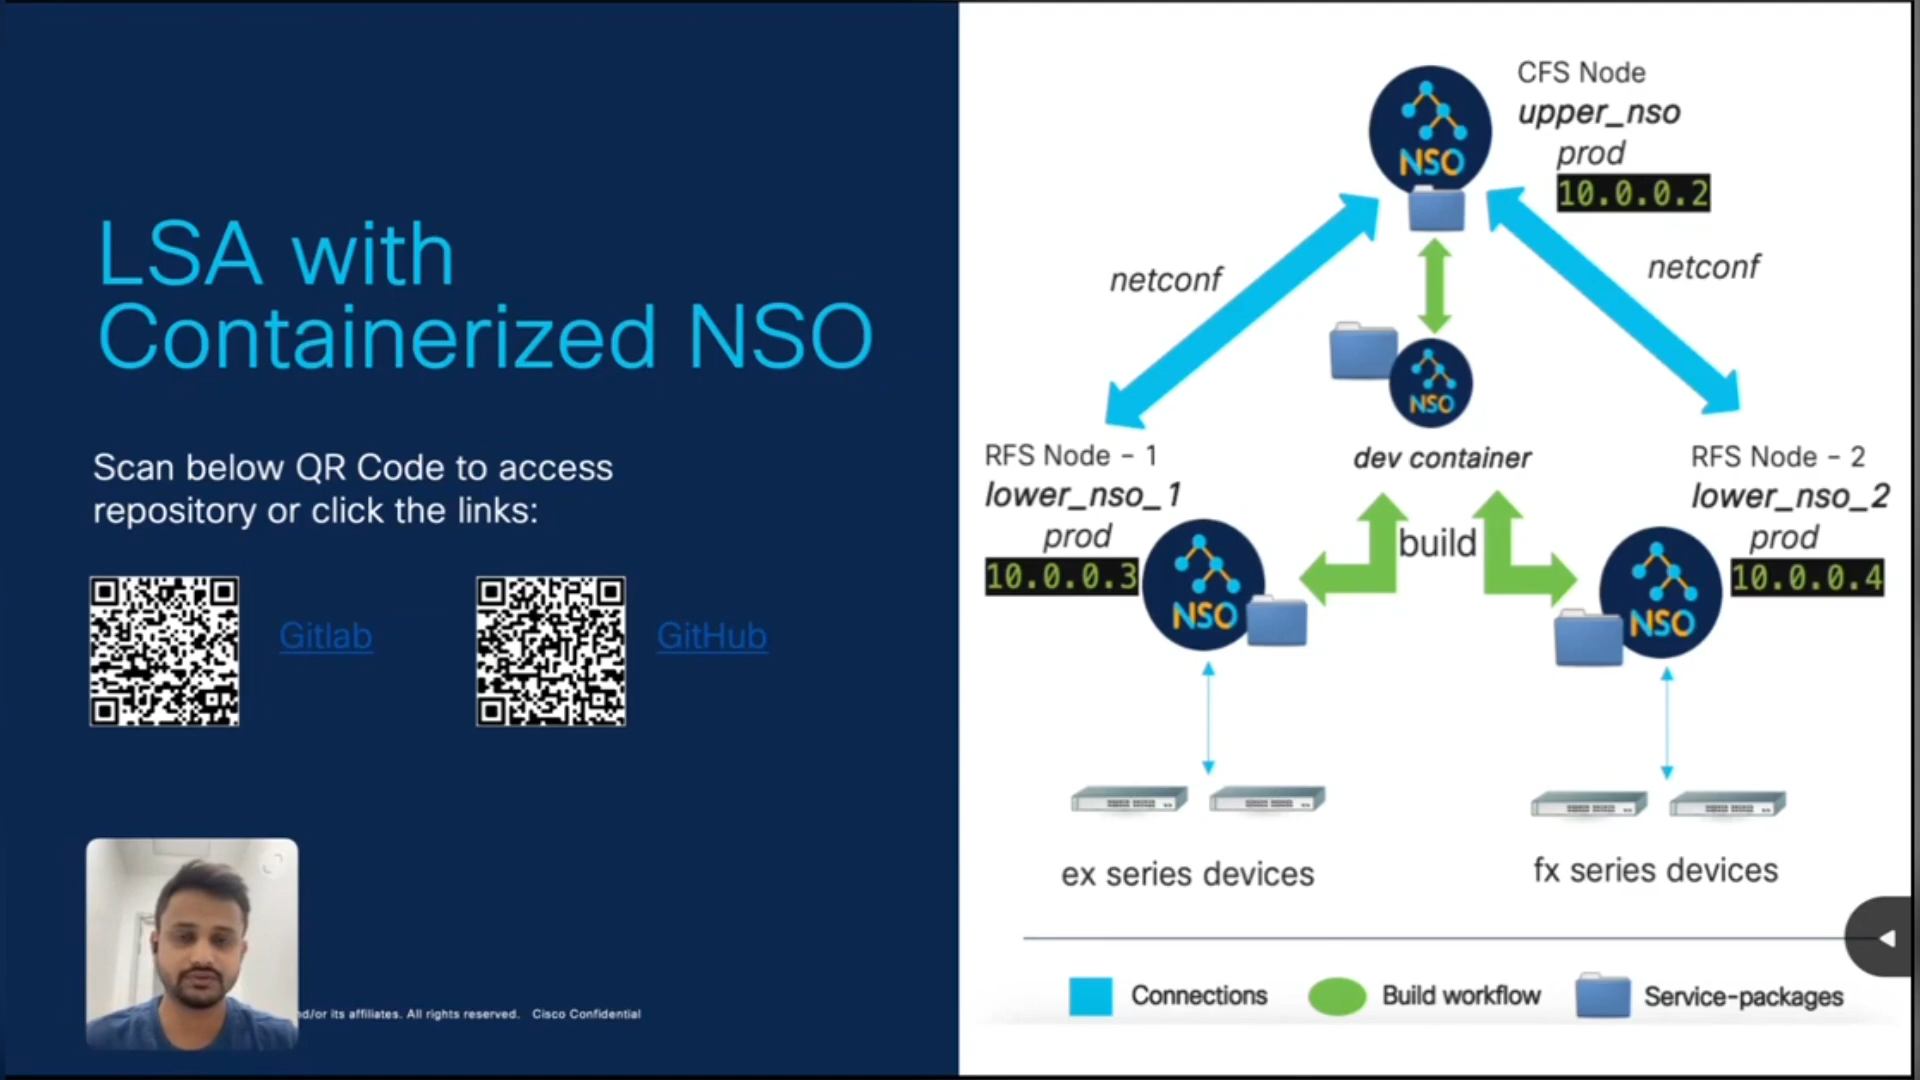 LSA with
Containerized NSO
Scan below QR Code to access
repository or click the links:
Gitlab
GitHub
nd/or its affiliates. All rights reserved. Cisco Confidential
CFS Node
upper_nso
prod
10.0.0.2
NSO
netconf
netconf
NSO
dev container
RFS Node - 1
lower_nso_1
prod
10.0.0.3
NSO
build
RFS Node - 2
lower_nso_2
prod
10.0.0.4
NSO
ex series devices
fx series devices
Connections
Build workflow
Service-packages